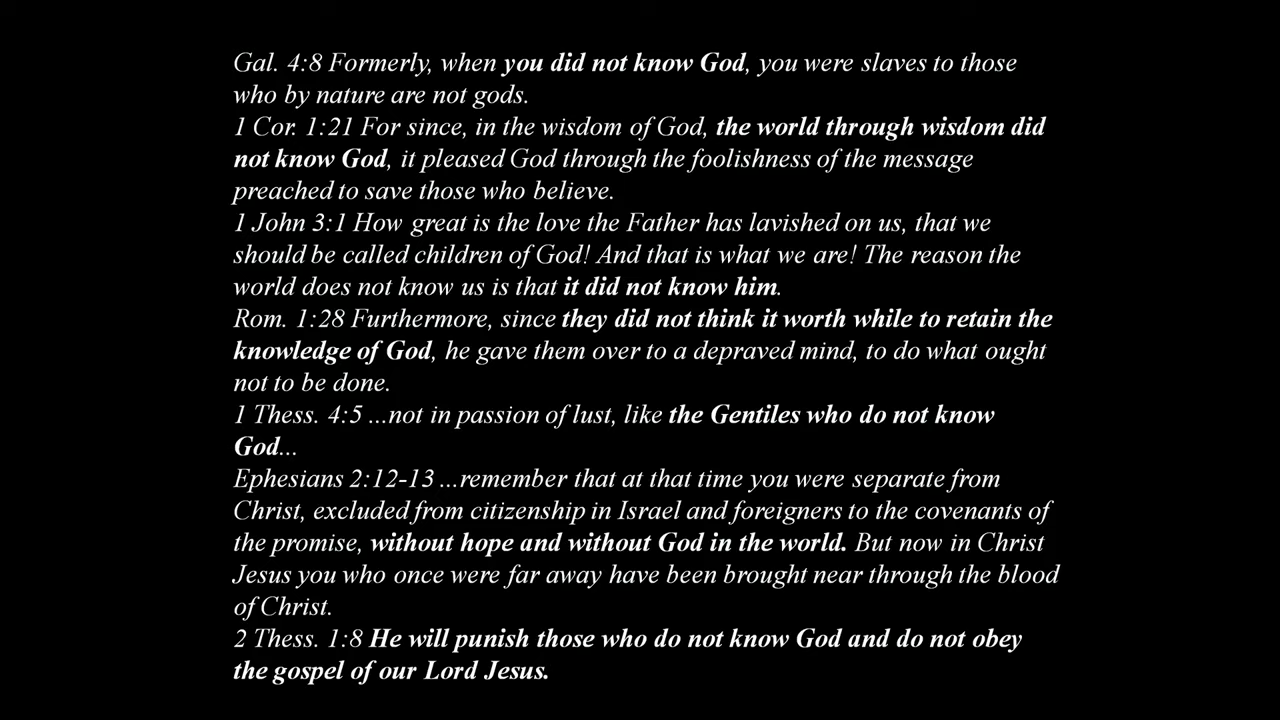 Gal. 4:8 Formerly, when you did not know God, you were slaves to those
who by nature are not gods.
1 Cor. 1:21 For since, in the wisdom of God, the world through wisdom did
not know God, it pleased God through the foolishness of the message
preached to save those who believe.
1 John 3:1 How great is the love the Father has lavished on us, that we
should be called children of God! And that is what we are! The reason the
world does not know us is that it did not know him.
Rom. 1:28 Furthermore, since they did not think it worth while to retain the
knowledge of God, he gave them over to a depraved mind, to do what ought
not to be done.
1 Thess. 4:5 ...not in passion of lust, like the Gentiles who do not know
God...
Ephesians 2:12-13 ...remember that at that time you were separate from
Christ, excluded from citizenship in Israel and foreigners to the covenants of
the promise, without hope and without God in the world. But now in Christ
Jesus you who once were far away have been brought near through the blood
of Christ.
2 Thess. 1:8 He will punish those who do not know God and do not obey
the gospel of our Lord Jesus.